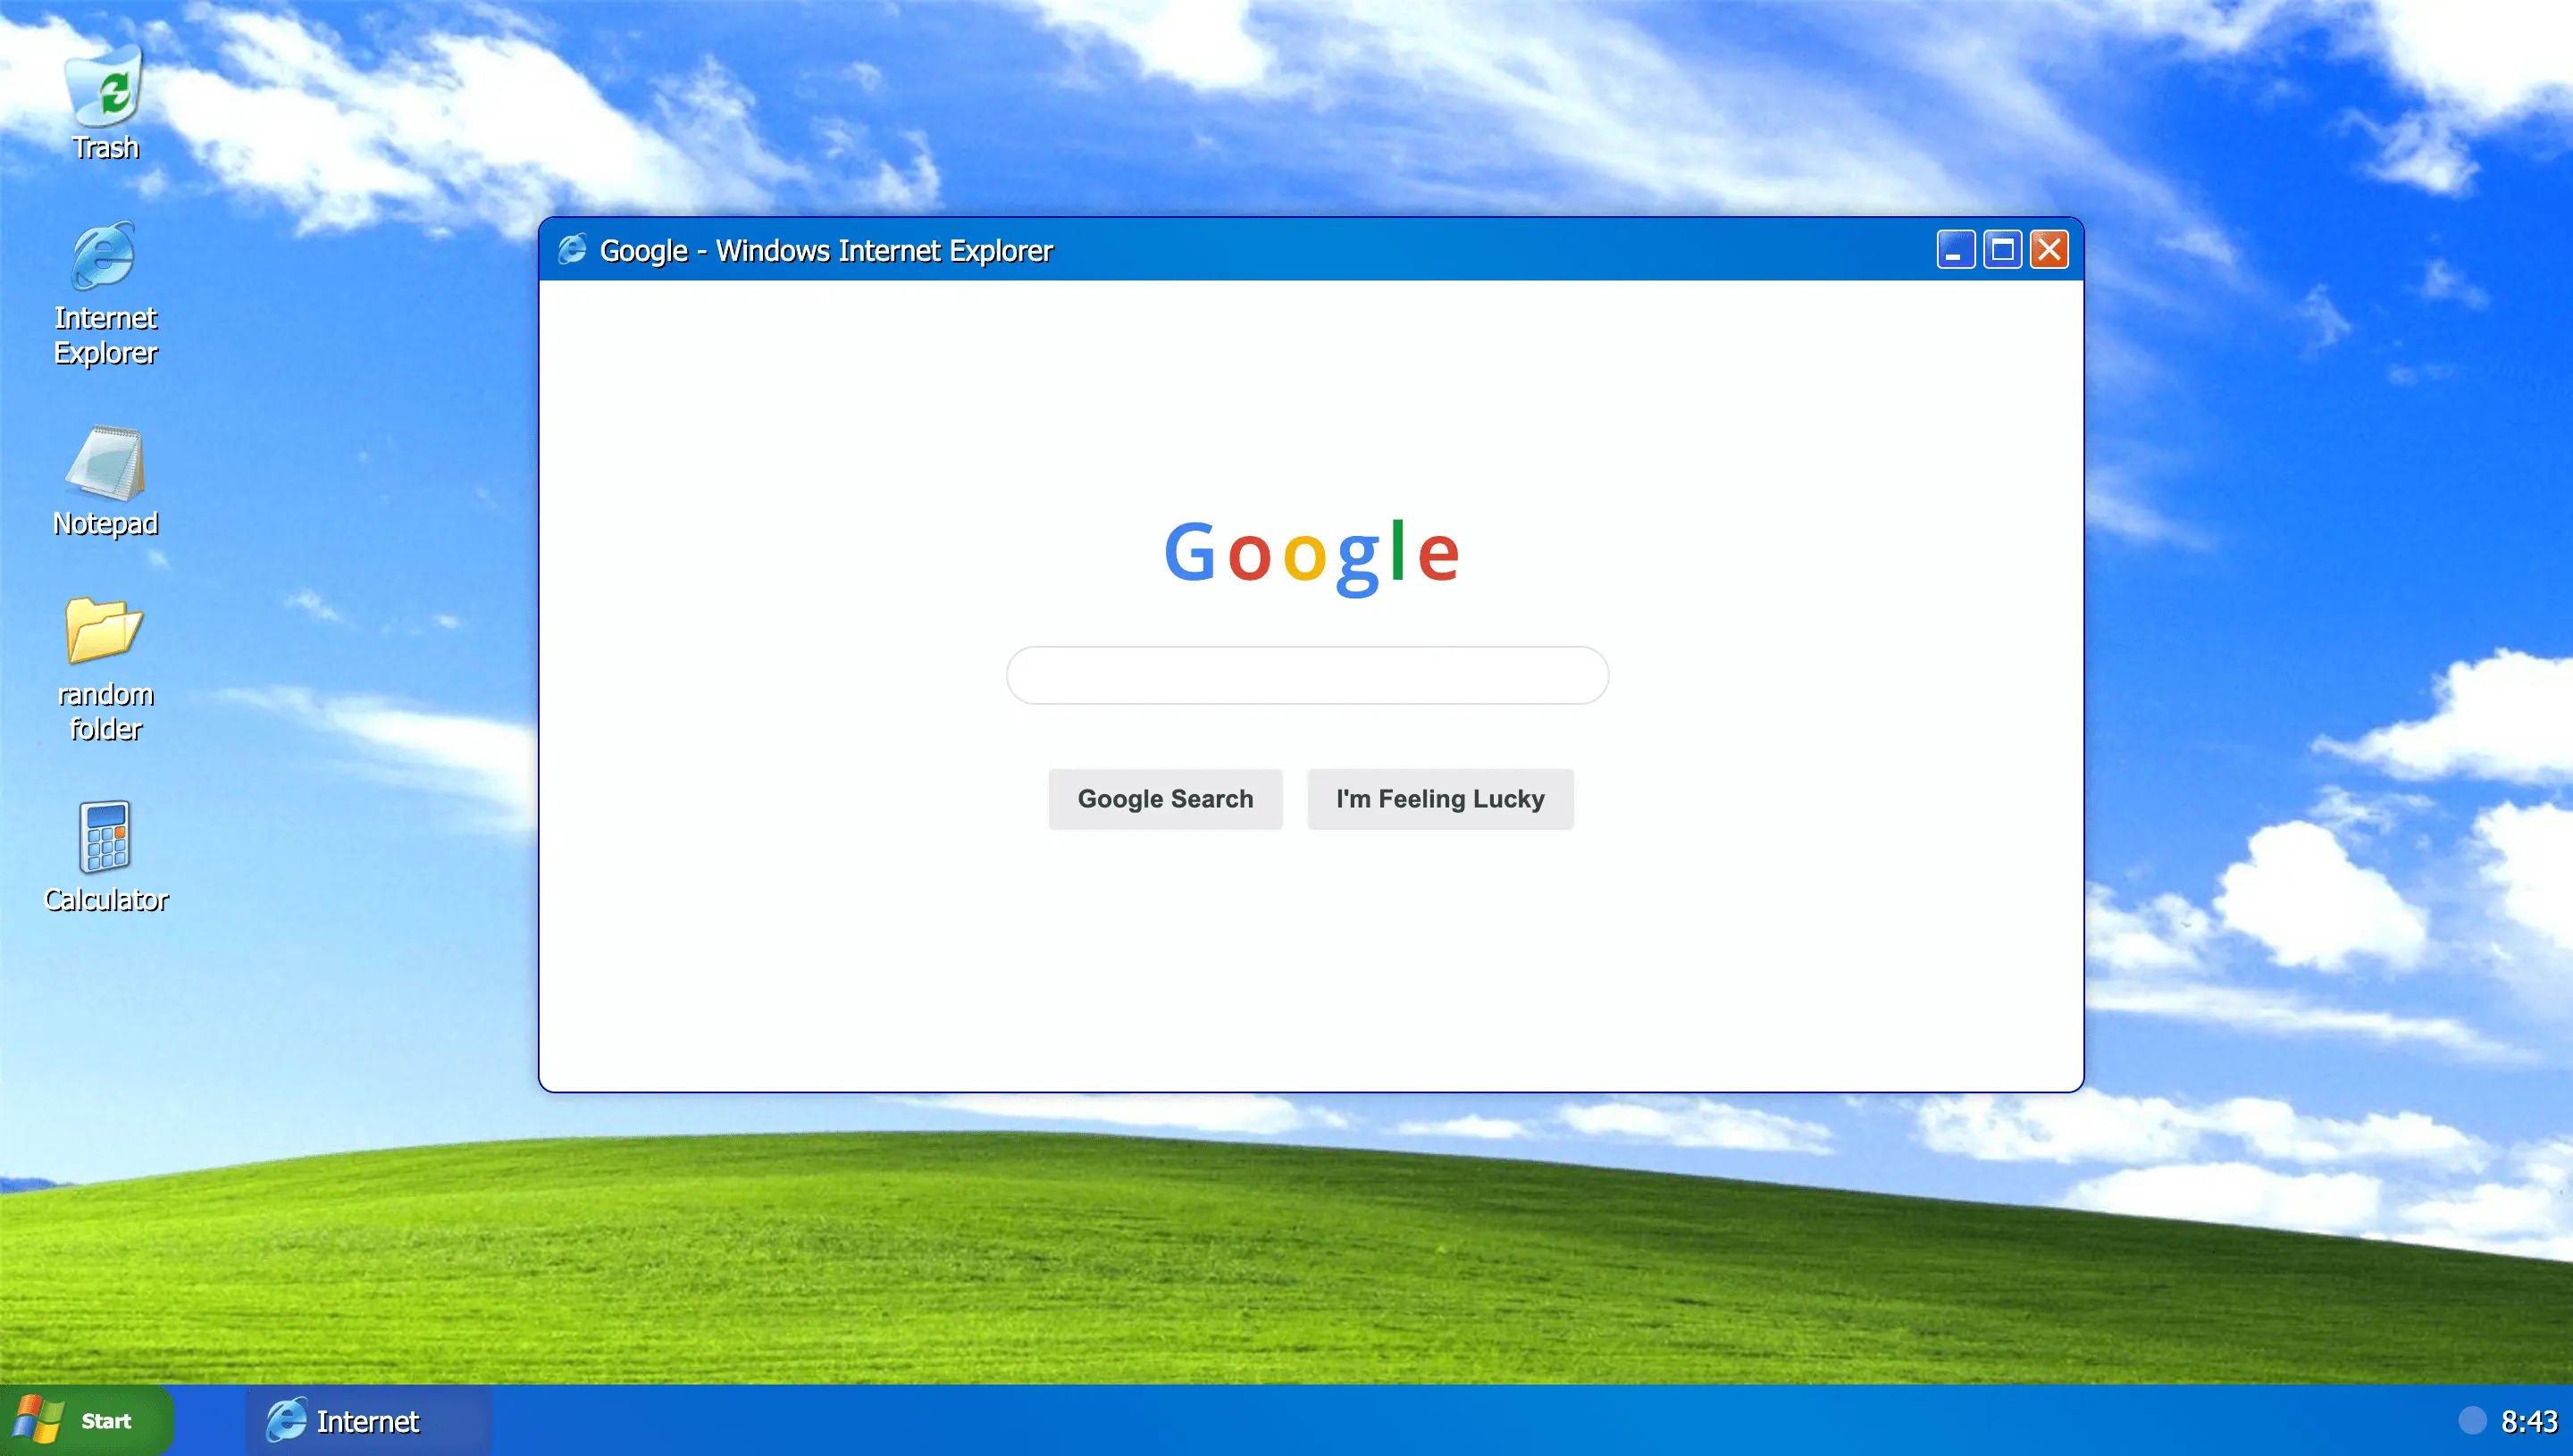 Trash
Internet
Explorer
Notepad
random
folder
Calculator
Google - Windows Internet Explorer
Google
Google Search
I'm Feeling Lucky
Start
Internet
8:43